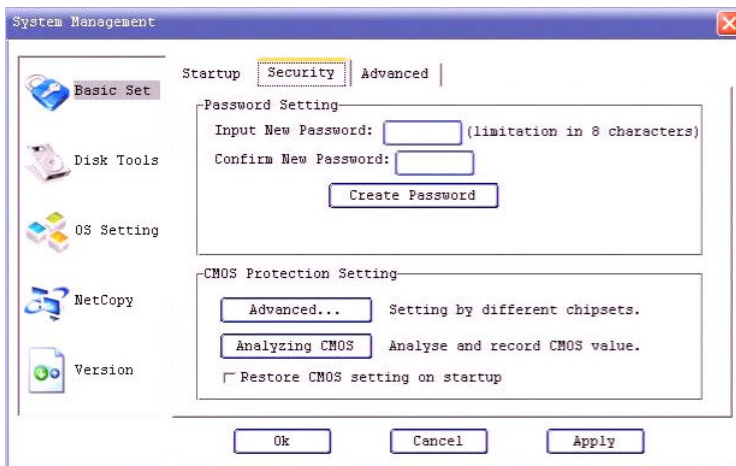 System Management
Basic Set
Disk Tools
OS Setting
NetCopy
Version
Startup Security Advanced
Password Setting
Input New Password: (limitation in 8 characters)
Confirm New Password:
Create Password
CMOS Protection Setting
Advanced... Setting by different chipsets.
Analyzing CMOS Analyse and record CMOS value.
Restore CMOS setting on startup
Ok Cancel Apply